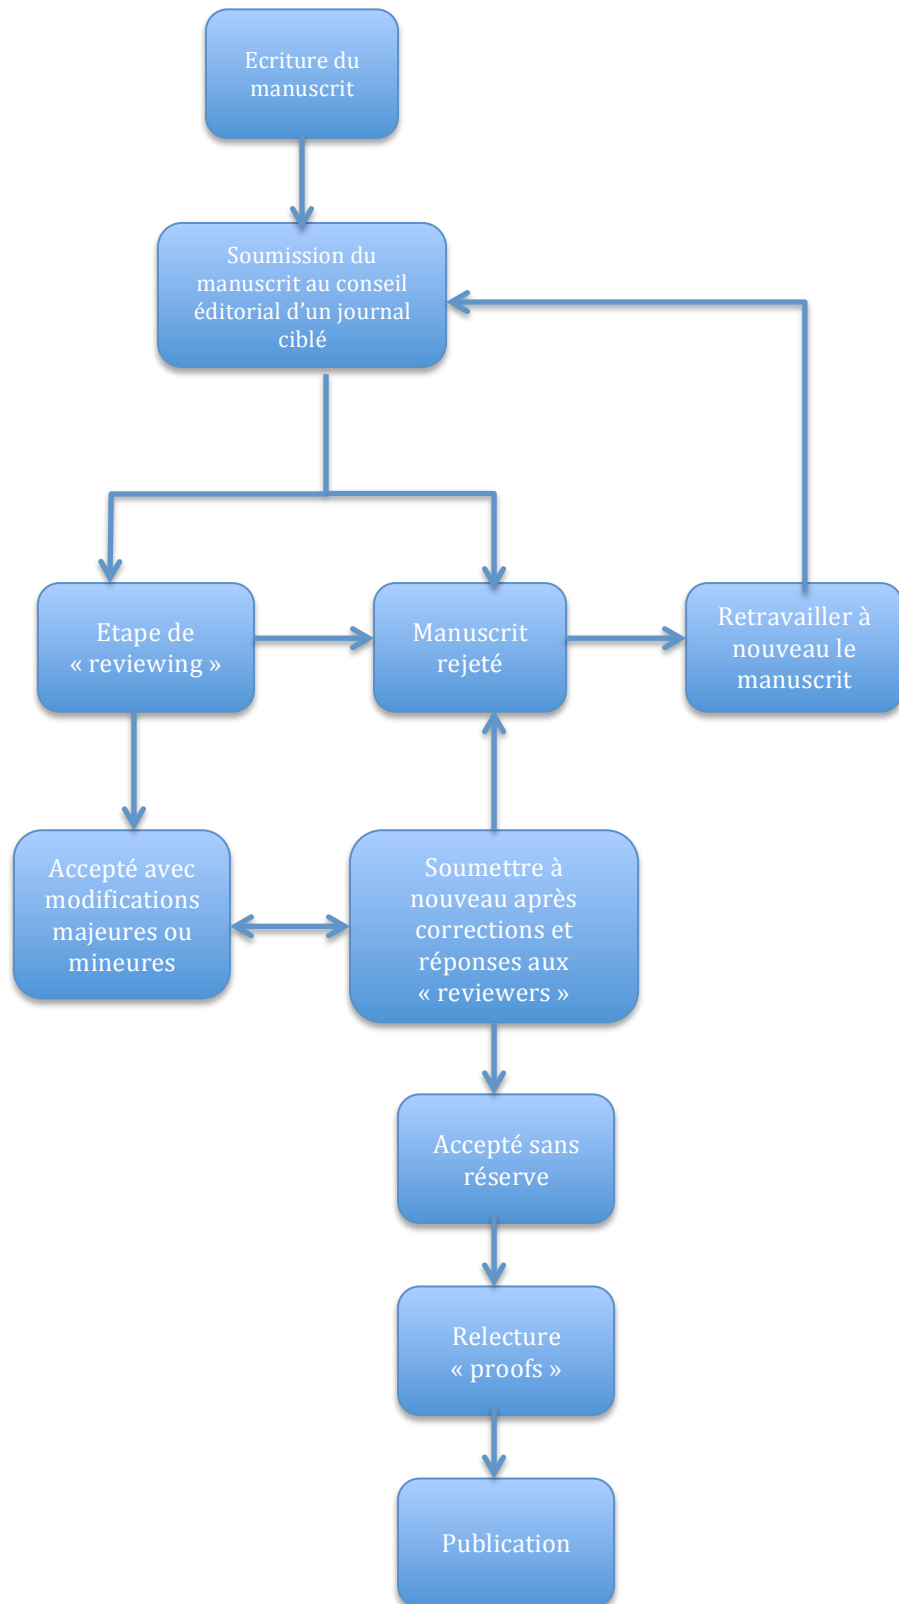 Ecriture du
manuscrit
Soumission du
manuscrit au conseil
éditorial d’un journal
ciblé
Etape de
« reviewing »
Manuscrit
rejeté
Retravailler à
nouveau le
manuscrit
Accepté avec
modifications
majeures ou
mineures
Soumettre à
nouveau après
corrections et
réponses aux
« reviewers »
Accepté sans
réserve
Relecture
« proofs »
Publication